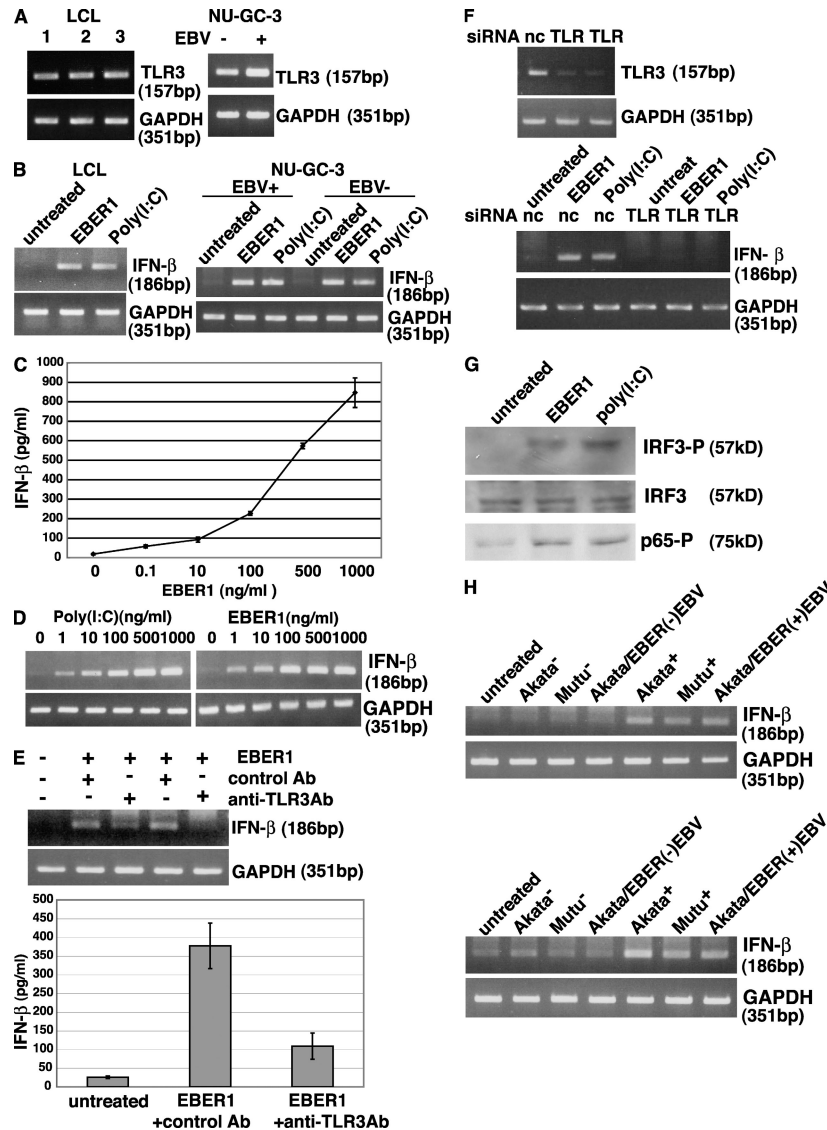 A
LCL
1 2 3
TLR3
(157bp)
GAPDH
(351bp)
NU-GC-3
EBV - +
TLR3 (157bp)
GAPDH (351bp)
B
LCL
untreated
EBER1
Poly(I:C)
IFN-β
(186bp)
GAPDH
(351bp)
NU-GC-3
EBV+ EBV-
untreated
EBER1
Poly(I:C)
untreated
EBER1
Poly(I:C)
IFN-β
(186bp)
GAPDH
(351bp)
C
IFN-β (pg/ml)
1000
900
800
700
600
500
400
300
200
100
0
0 0.1 10 100 500 1000
EBER1 (ng/ml )
D
Poly(I:C)(ng/ml) EBER1(ng/ml)
0 1 10 100 500 1000 0 1 10 100 500 1000
IFN-β
(186bp)
GAPDH
(351bp)
E
- + + + + EBER1
- + - + - control Ab
- - + - + anti-TLR3Ab
IFN-β (186bp)
GAPDH (351bp)
IFN-β (pg/ml)
500
450
400
350
300
250
200
150
100
50
0
untreated
EBER1
+control Ab
EBER1
+anti-TLR3Ab
F
siRNA nc TLR TLR
TLR3 (157bp)
GAPDH (351bp)
untreated
EBER1
Poly(I:C)
untreat
EBER1
Poly(I:C)
siRNA nc nc nc TLR TLR TLR
IFN- β
(186bp)
GAPDH
(351bp)
G
untreated
EBER1
poly(I:C)
IRF3-P (57kD)
IRF3 (57kD)
p65-P (75kD)
H
untreated
Akata-
Mutu-
Akata/EBER(-)EBV
Akata+
Mutu+
Akata/EBER(+)EBV
IFN-β
(186bp)
GAPDH
(351bp)
untreated
Akata-
Mutu-
Akata/EBER(-)EBV
Akata+
Mutu+
Akata/EBER(+)EBV
IFN-β
(186bp)
GAPDH
(351bp)